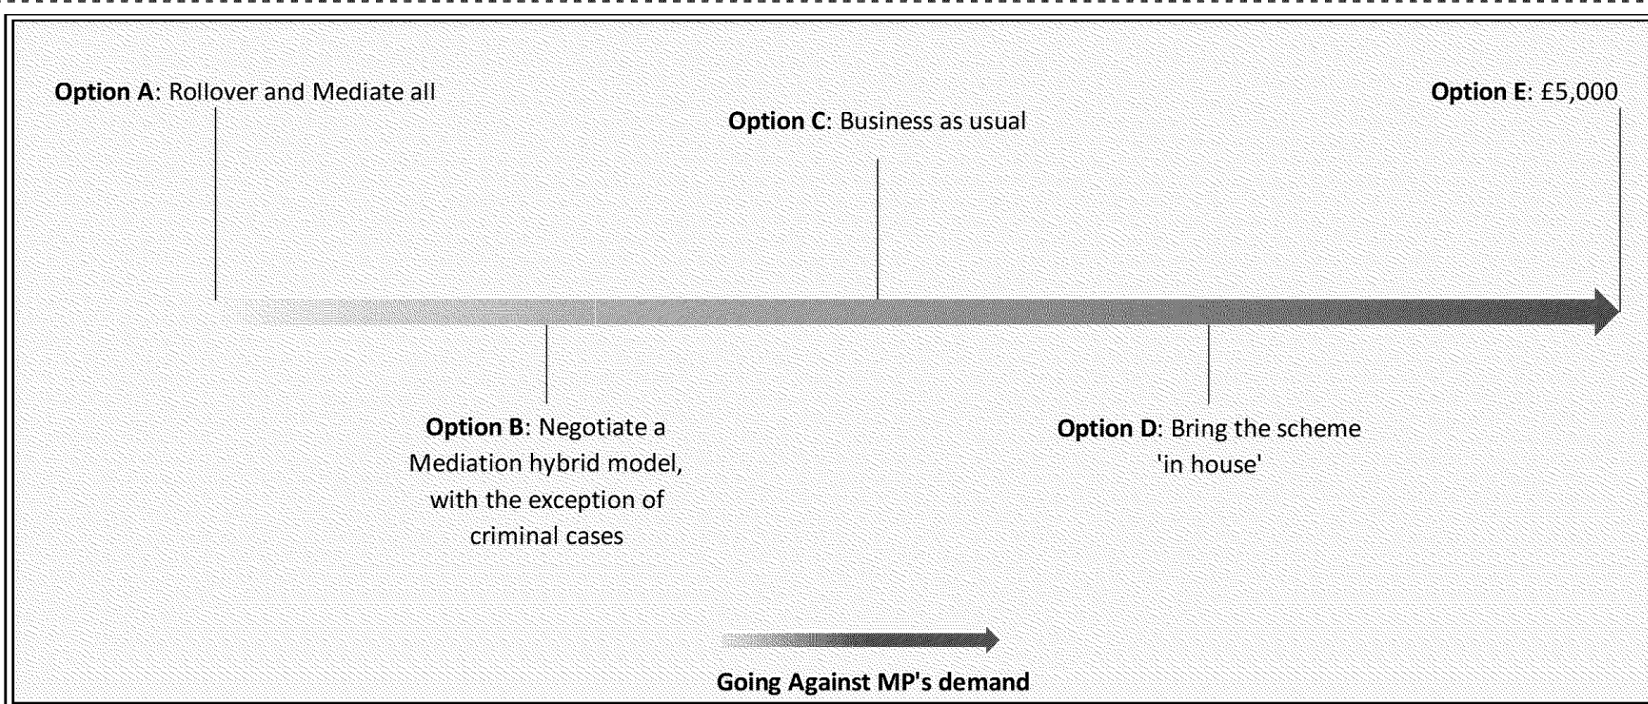 Option A: Rollover and Mediate all
Option E: £5,000
Option C: Business as usual
Option B: Negotiate a
Mediation hybrid model,
with the exception of
criminal cases
Option D: Bring the scheme
'in house'
Going Against MP's demand